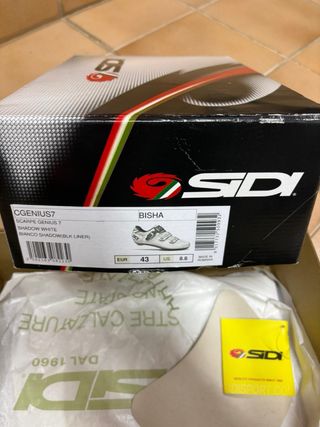 SIDI
SIDI
CGENIUS7 BISHA
SCARPE GENIUS 7
SHADOW WHITE
BIANCO SHADOW(BLK LINER)
EUR 43 US 8.8
MADE IN
STRE CALZATURE
DAL 1960
SIDI
SIDI